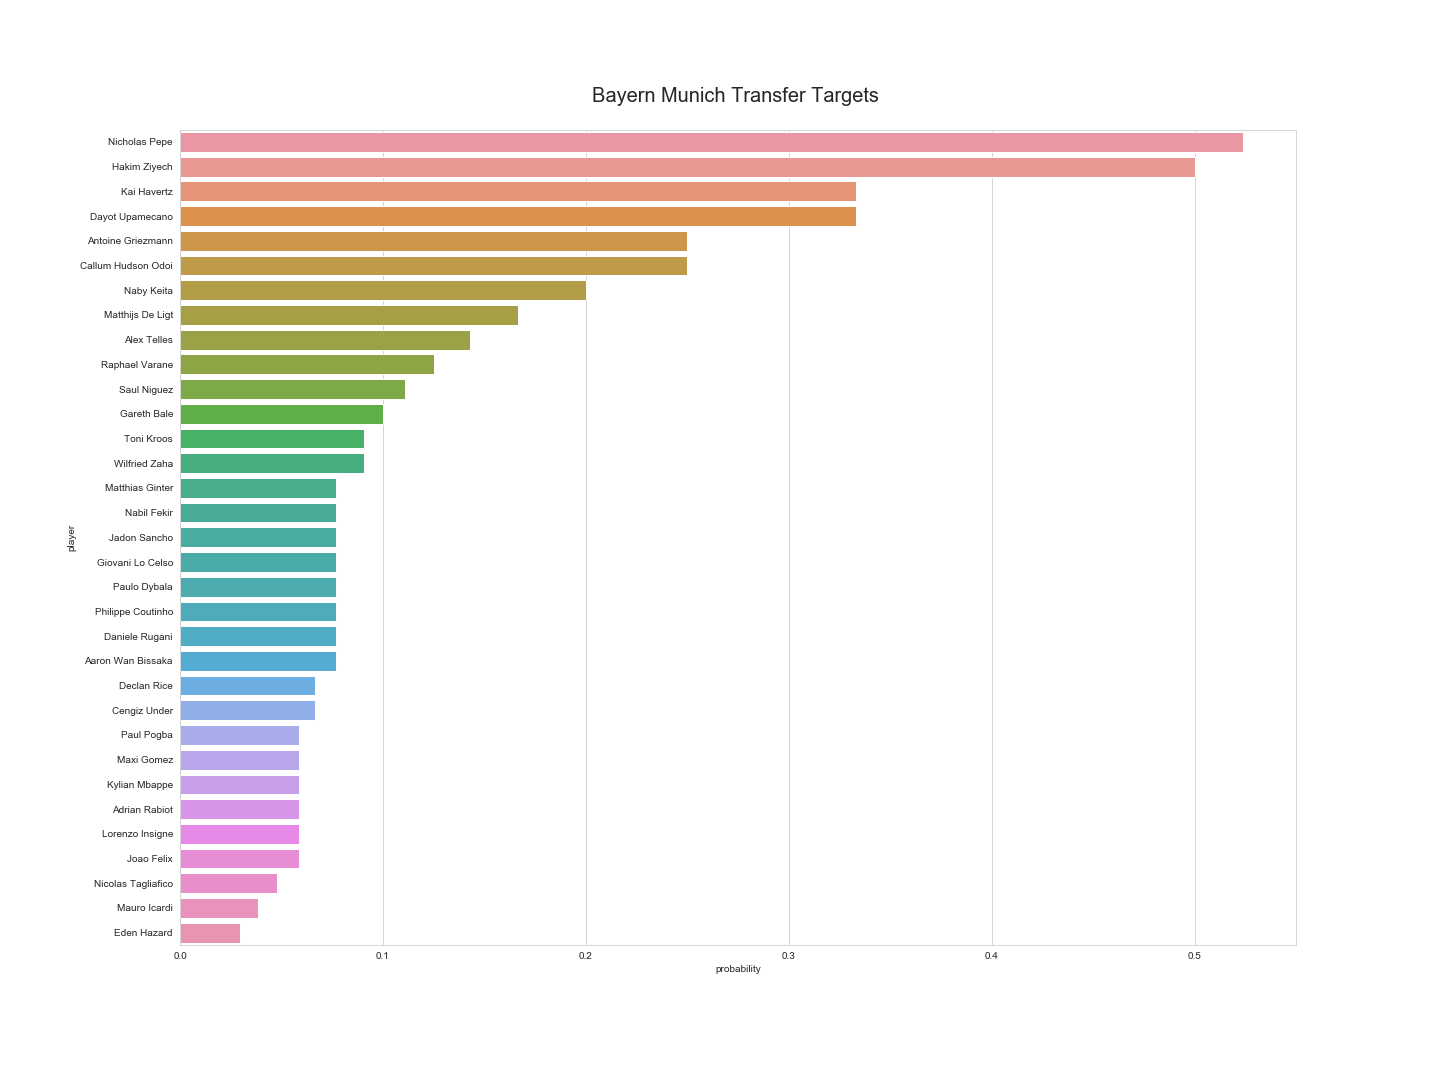 Bayern Munich Transfer Targets
Nicholas Pepe
Hakim Ziyech
Kai Havertz
Dayot Upamecano
Antoine Griezmann
Callum Hudson Odoi
Naby Keita
Matthijs De Ligt
Alex Telles
Raphael Varane
Saul Niguez
Gareth Bale
Toni Kroos
Wilfried Zaha
Matthias Ginter
Nabil Fekir
Jadon Sancho
Giovani Lo Celso
Paulo Dybala
Philippe Coutinho
Daniele Rugani
Aaron Wan Bissaka
Declan Rice
Cengiz Under
Paul Pogba
Maxi Gomez
Kylian Mbappe
Adrian Rabiot
Lorenzo Insigne
Joao Felix
Nicolas Tagliafico
Mauro Icardi
Eden Hazard
player
0.0 0.1 0.2 0.3 0.4 0.5
probability